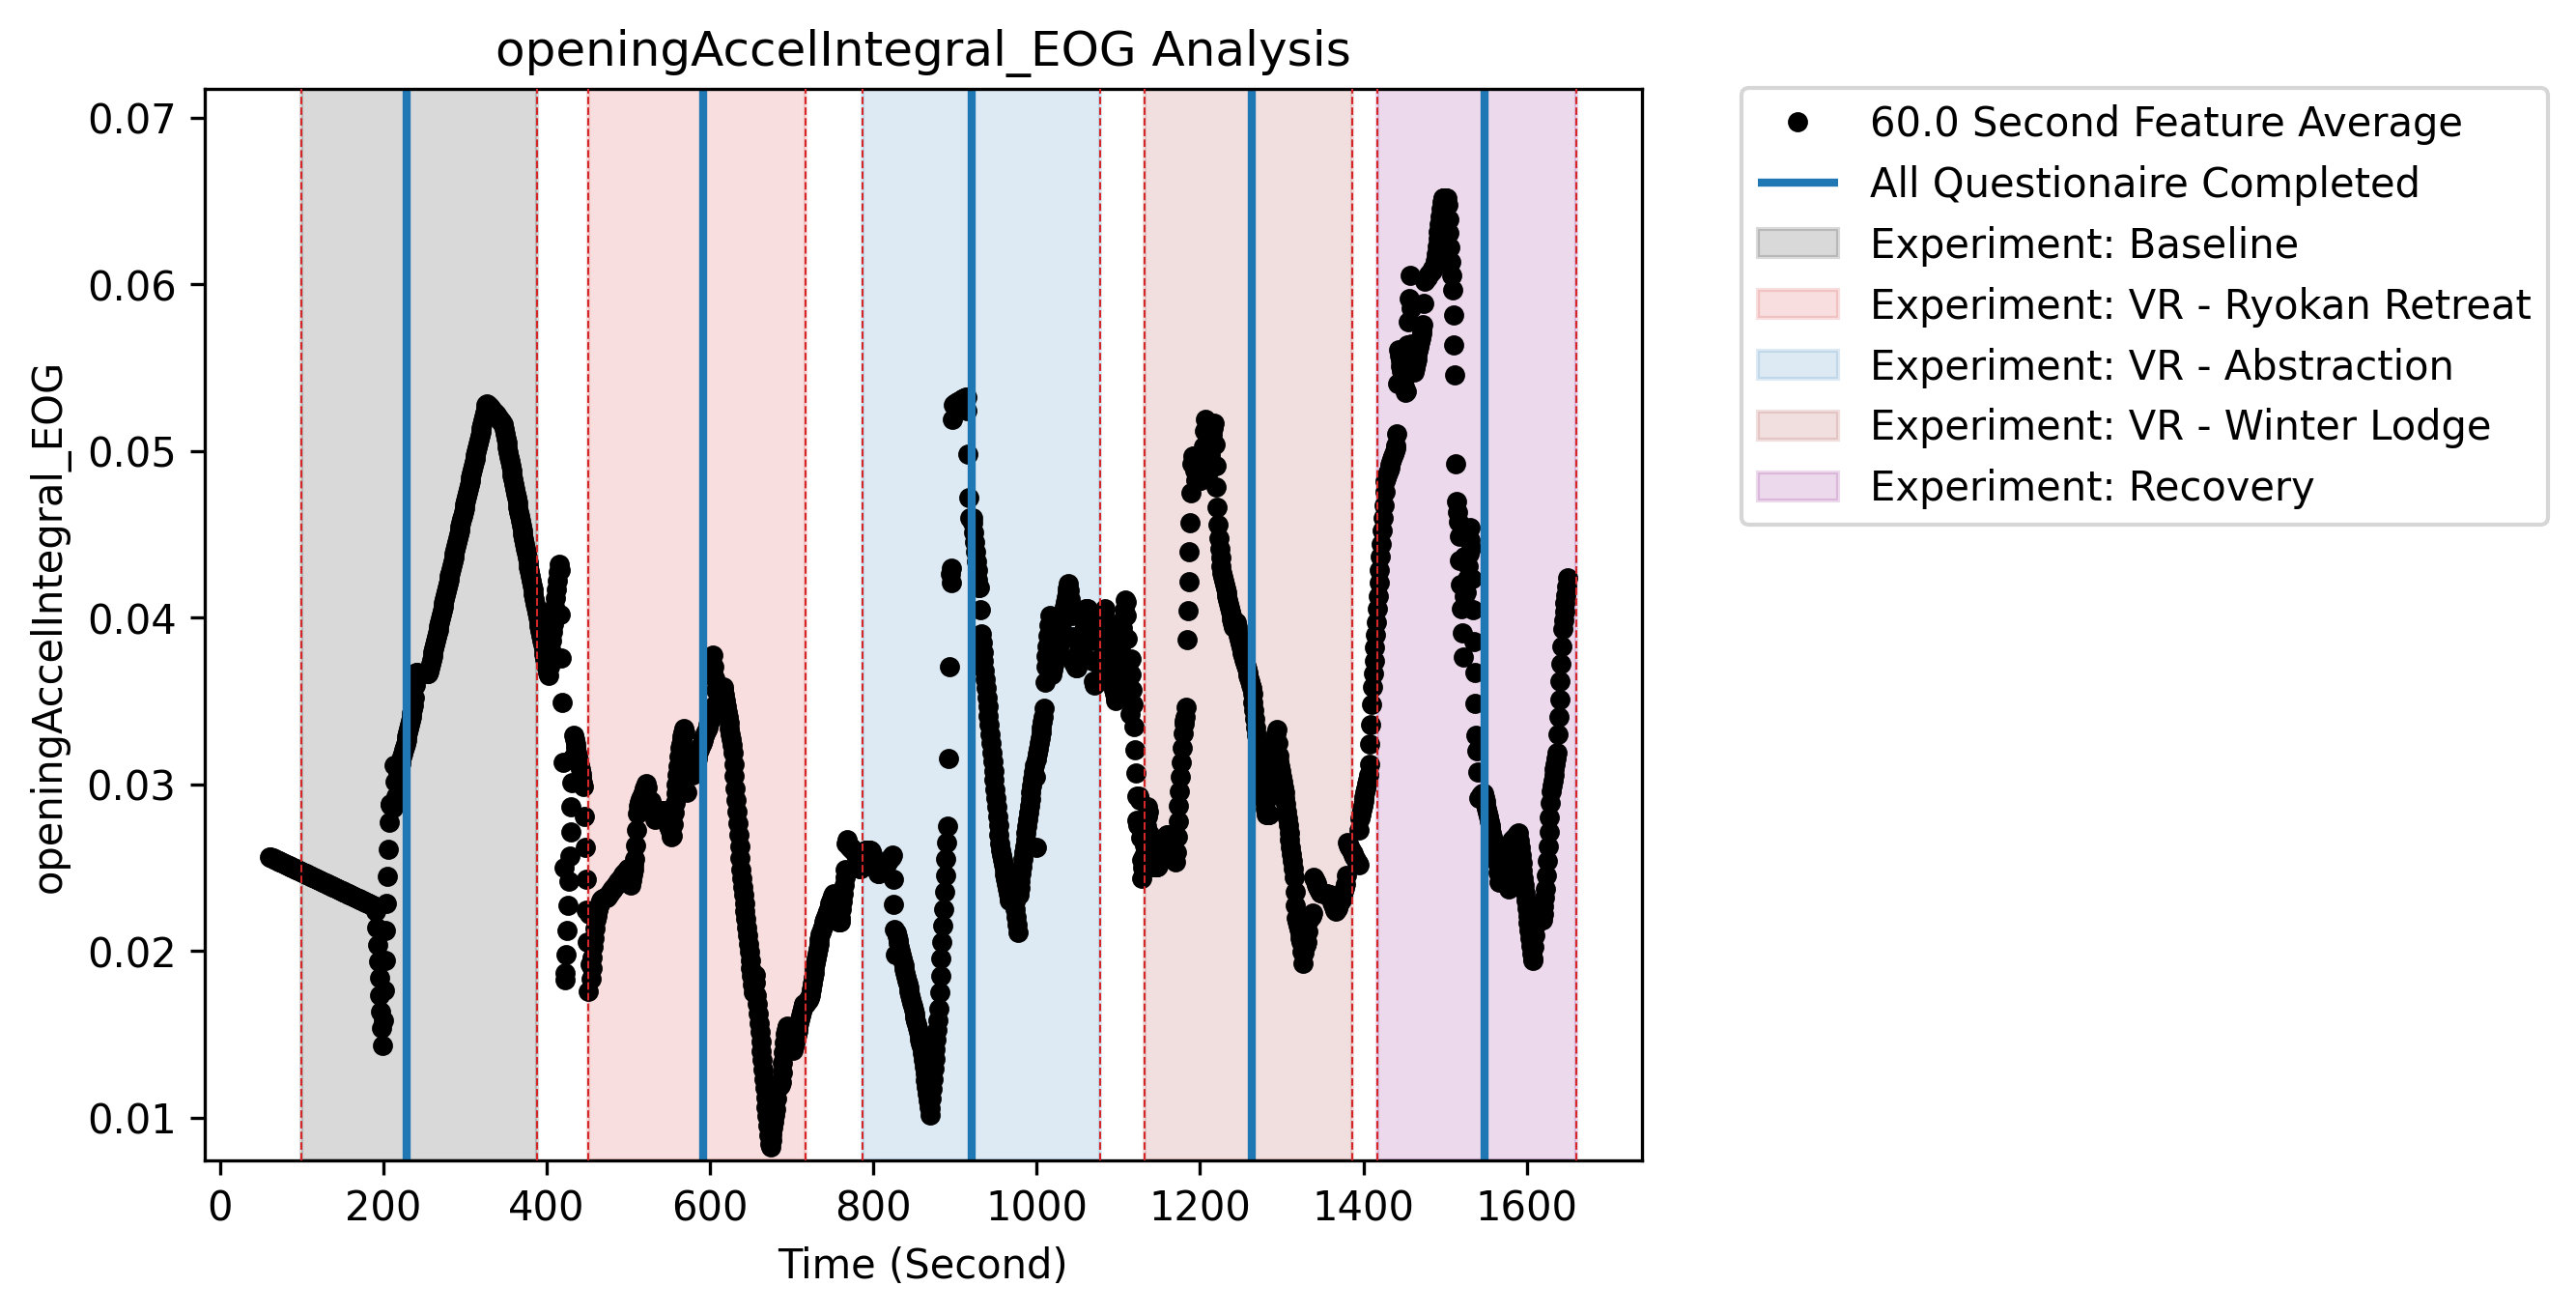 openingAccelIntegral_EOG Analysis
0.07
0.06
0.05
0.04
0.03
0.02
0.01
openingAccelIntegral_EOG
0 200 400 600 800 1000 1200 1400 1600
Time (Second)
60.0 Second Feature Average
All Questionaire Completed
Experiment: Baseline
Experiment: VR - Ryokan Retreat
Experiment: VR - Abstraction
Experiment: VR - Winter Lodge
Experiment: Recovery